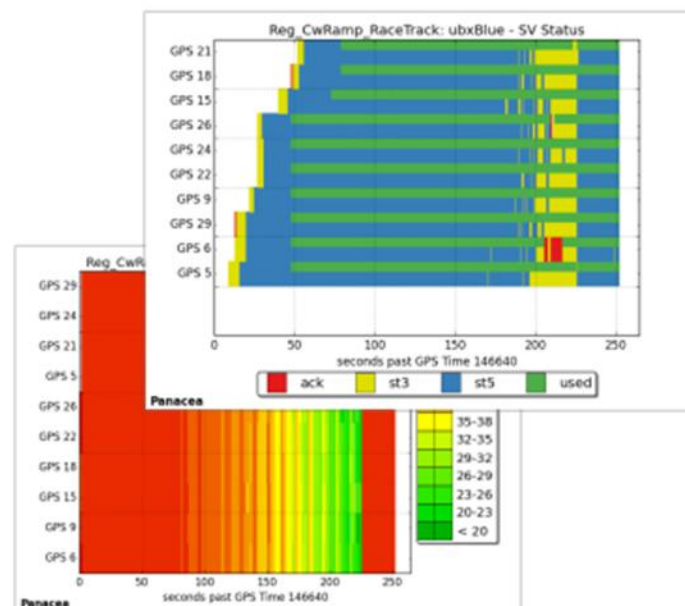 Reg_CwRamp_RaceTrack: ubxBlue - SV Status
GPS 21
GPS 18
GPS 15
GPS 26
GPS 24
GPS 22
GPS 9
GPS 29
GPS 6
GPS 5
0 50 100 150 200 250
seconds past GPS Time 146640
ack st3 st5 used
Panacea
Reg_CwRa
GPS 29
GPS 24
GPS 21
GPS 5
GPS 26
GPS 22
GPS 18
GPS 15
GPS 9
GPS 6
0 50 100 150 200 250
seconds past GPS Time 146640
35-38
32-35
29-32
26-29
23-26
20-23
< 20
Panacea